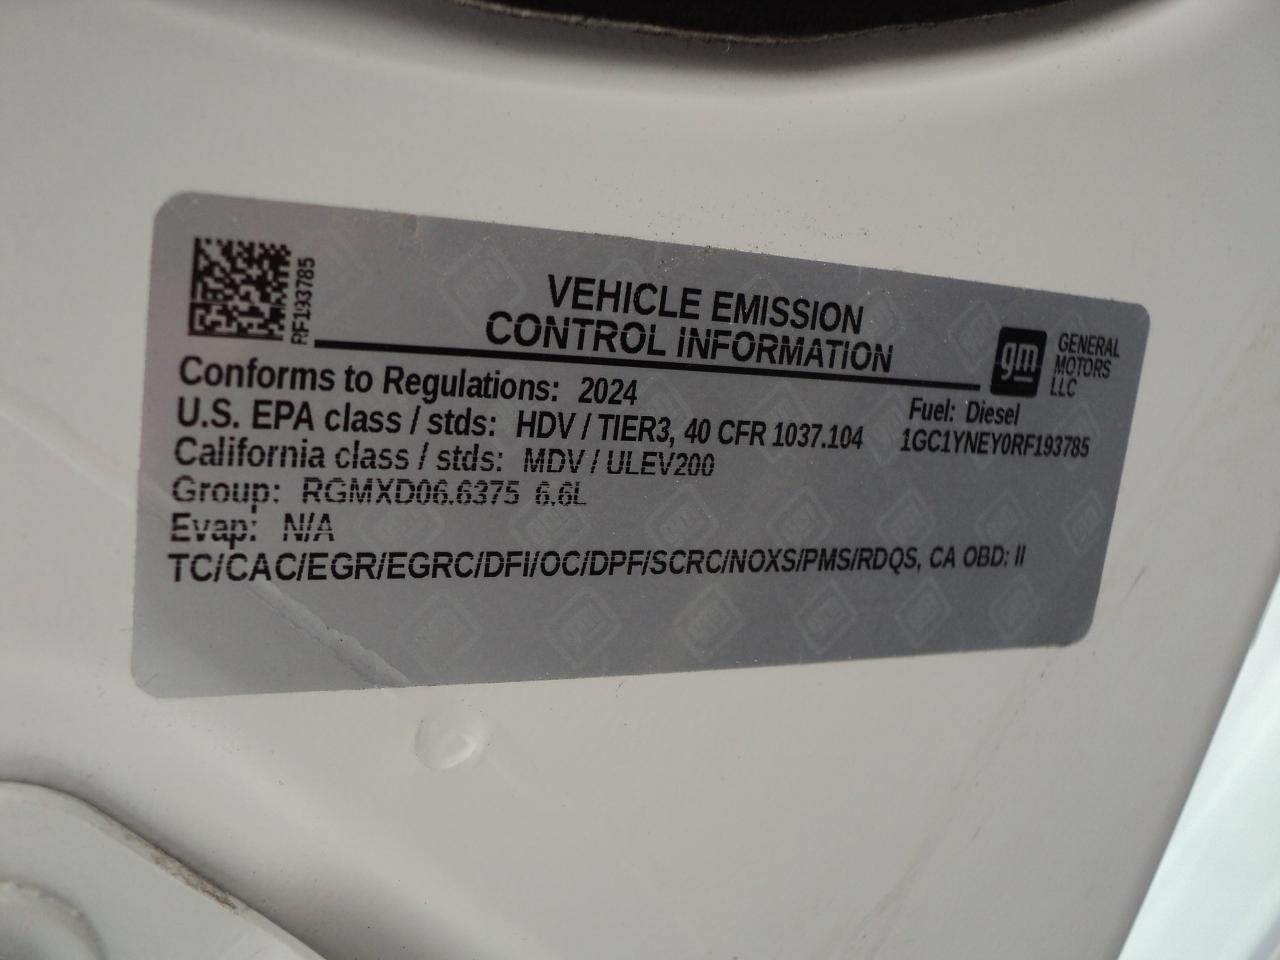 RF193785
VEHICLE EMISSION
CONTROL INFORMATION
gm
GENERAL
MOTORS
LLC
Conforms to Regulations: 2024
Fuel: Diesel
U.S. EPA class / stds: HDV / TIER3, 40 CFR 1037.104
1GC1YNEY0RF193785
California class / stds: MDV / ULEV200
Group: RGMXD06.6375 6.6L
Evap: N/A
TC/CAC/EGR/EGRC/DFI/OC/DPF/SCRC/NOXS/PMS/RDQS, CA OBD: II